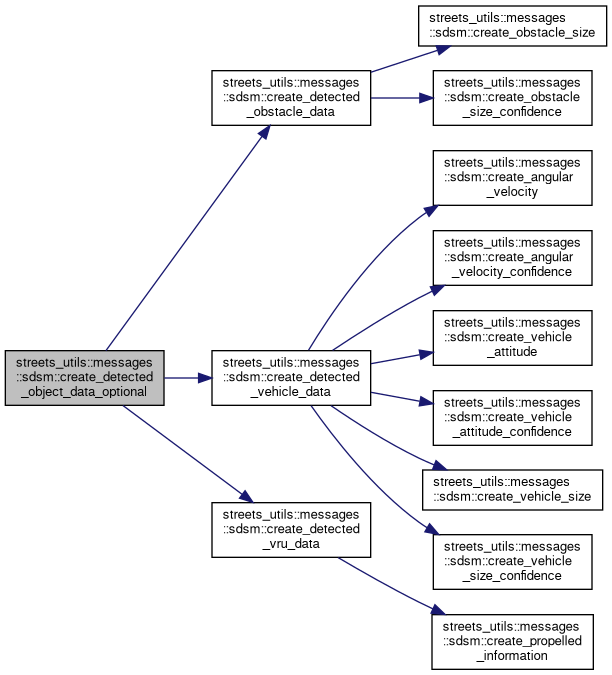 streets_utils::messages
::sdsm::create_detected
_object_data_optional
streets_utils::messages
::sdsm::create_detected
_obstacle_data
streets_utils::messages
::sdsm::create_obstacle_size
streets_utils::messages
::sdsm::create_obstacle
_size_confidence
streets_utils::messages
::sdsm::create_detected
_vehicle_data
streets_utils::messages
::sdsm::create_angular
_velocity
streets_utils::messages
::sdsm::create_angular
_velocity_confidence
streets_utils::messages
::sdsm::create_vehicle
_attitude
streets_utils::messages
::sdsm::create_vehicle
_attitude_confidence
streets_utils::messages
::sdsm::create_vehicle_size
streets_utils::messages
::sdsm::create_vehicle
_size_confidence
streets_utils::messages
::sdsm::create_detected
_vru_data
streets_utils::messages
::sdsm::create_propelled
_information